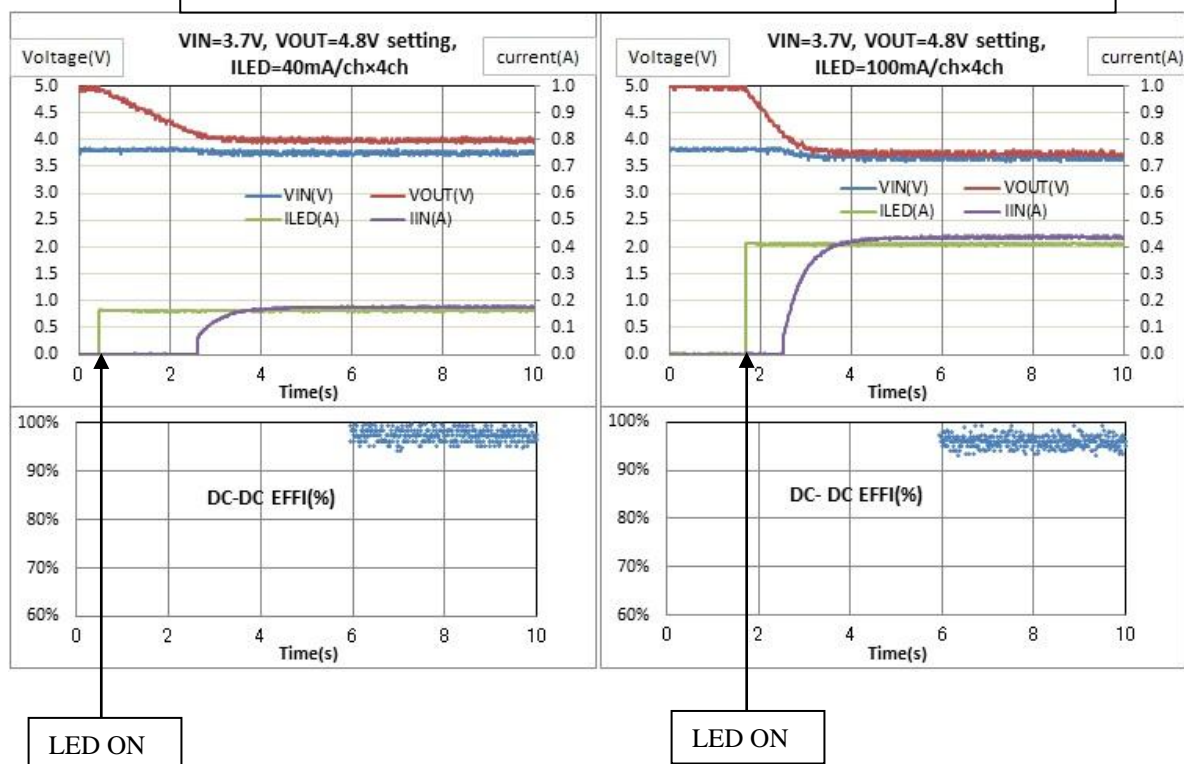 VIN=3.7V, VOUT=4.8V setting,
ILED=40mA/ch×4ch
Voltage(V)
current(A)
5.0
4.5
4.0
3.5
3.0
2.5
2.0
1.5
1.0
0.5
0.0
1.0
0.9
0.8
0.7
0.6
0.5
0.4
0.3
0.2
0.1
0.0
VIN(V)
VOUT(V)
ILED(A)
IIN(A)
0 2 4 6 8 10
Time(s)
100%
90%
80%
70%
60%
DC-DC EFFI(%)
0 2 4 6 8 10
Time(s)
LED ON
VIN=3.7V, VOUT=4.8V setting,
ILED=100mA/ch×4ch
Voltage(V)
current(A)
5.0
4.5
4.0
3.5
3.0
2.5
2.0
1.5
1.0
0.5
0.0
1.0
0.9
0.8
0.7
0.6
0.5
0.4
0.3
0.2
0.1
0.0
VIN(V)
VOUT(V)
ILED(A)
IIN(A)
0 2 4 6 8 10
Time(s)
100%
90%
80%
70%
60%
DC- DC EFFI(%)
0 2 4 6 8 10
Time(s)
LED ON